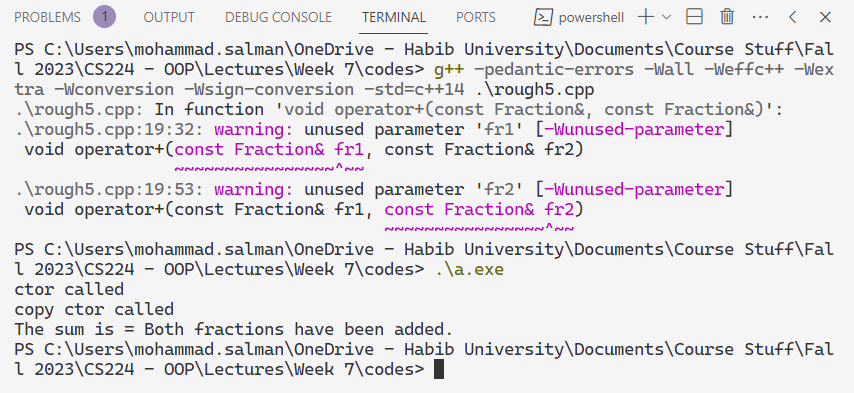 PROBLEMS 1 OUTPUT DEBUG CONSOLE TERMINAL PORTS powershell
PS C:\Users\mohammad.salman\OneDrive - Habib University\Documents\Course Stuff\Fal
l 2023\CS224 - OOP\Lectures\Week 7\codes> g++ -pedantic-errors -Wall -Weffc++ -Wex
tra -Wconversion -Wsign-conversion -std=c++14 .\rough5.cpp
.\rough5.cpp: In function 'void operator+(const Fraction&, const Fraction&)':
.\rough5.cpp:19:32: warning: unused parameter 'fr1' [-Wunused-parameter]
 void operator+(const Fraction& fr1, const Fraction& fr2)
                ~~~~~~~~~~~~~~~~^~~
.\rough5.cpp:19:53: warning: unused parameter 'fr2' [-Wunused-parameter]
 void operator+(const Fraction& fr1, const Fraction& fr2)
                                     ~~~~~~~~~~~~~~~~^~~
PS C:\Users\mohammad.salman\OneDrive - Habib University\Documents\Course Stuff\Fal
l 2023\CS224 - OOP\Lectures\Week 7\codes> .\a.exe
ctor called
copy ctor called
The sum is = Both fractions have been added.
PS C:\Users\mohammad.salman\OneDrive - Habib University\Documents\Course Stuff\Fal
l 2023\CS224 - OOP\Lectures\Week 7\codes>